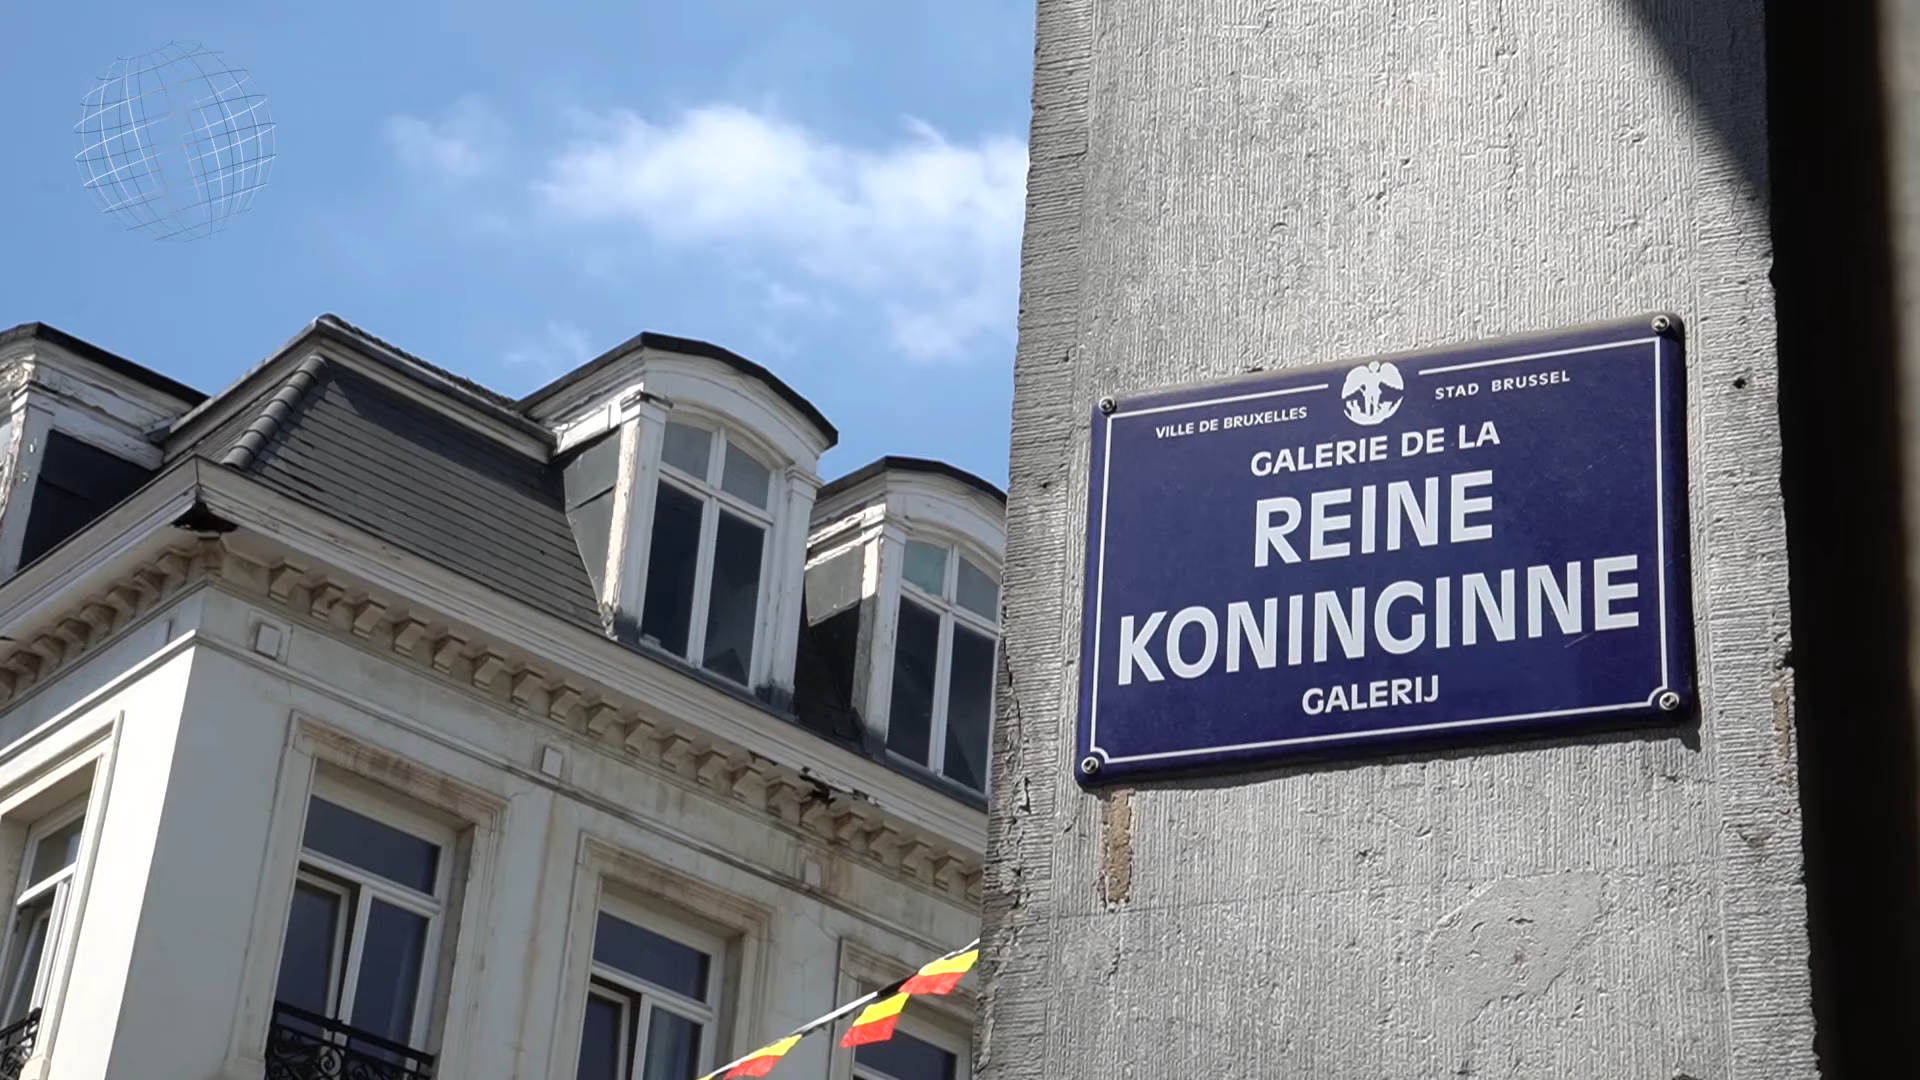 VILLE DE BRUXELLES STAD BRUSSEL
GALERIE DE LA
REINE
KONINGINNE
GALERIJ